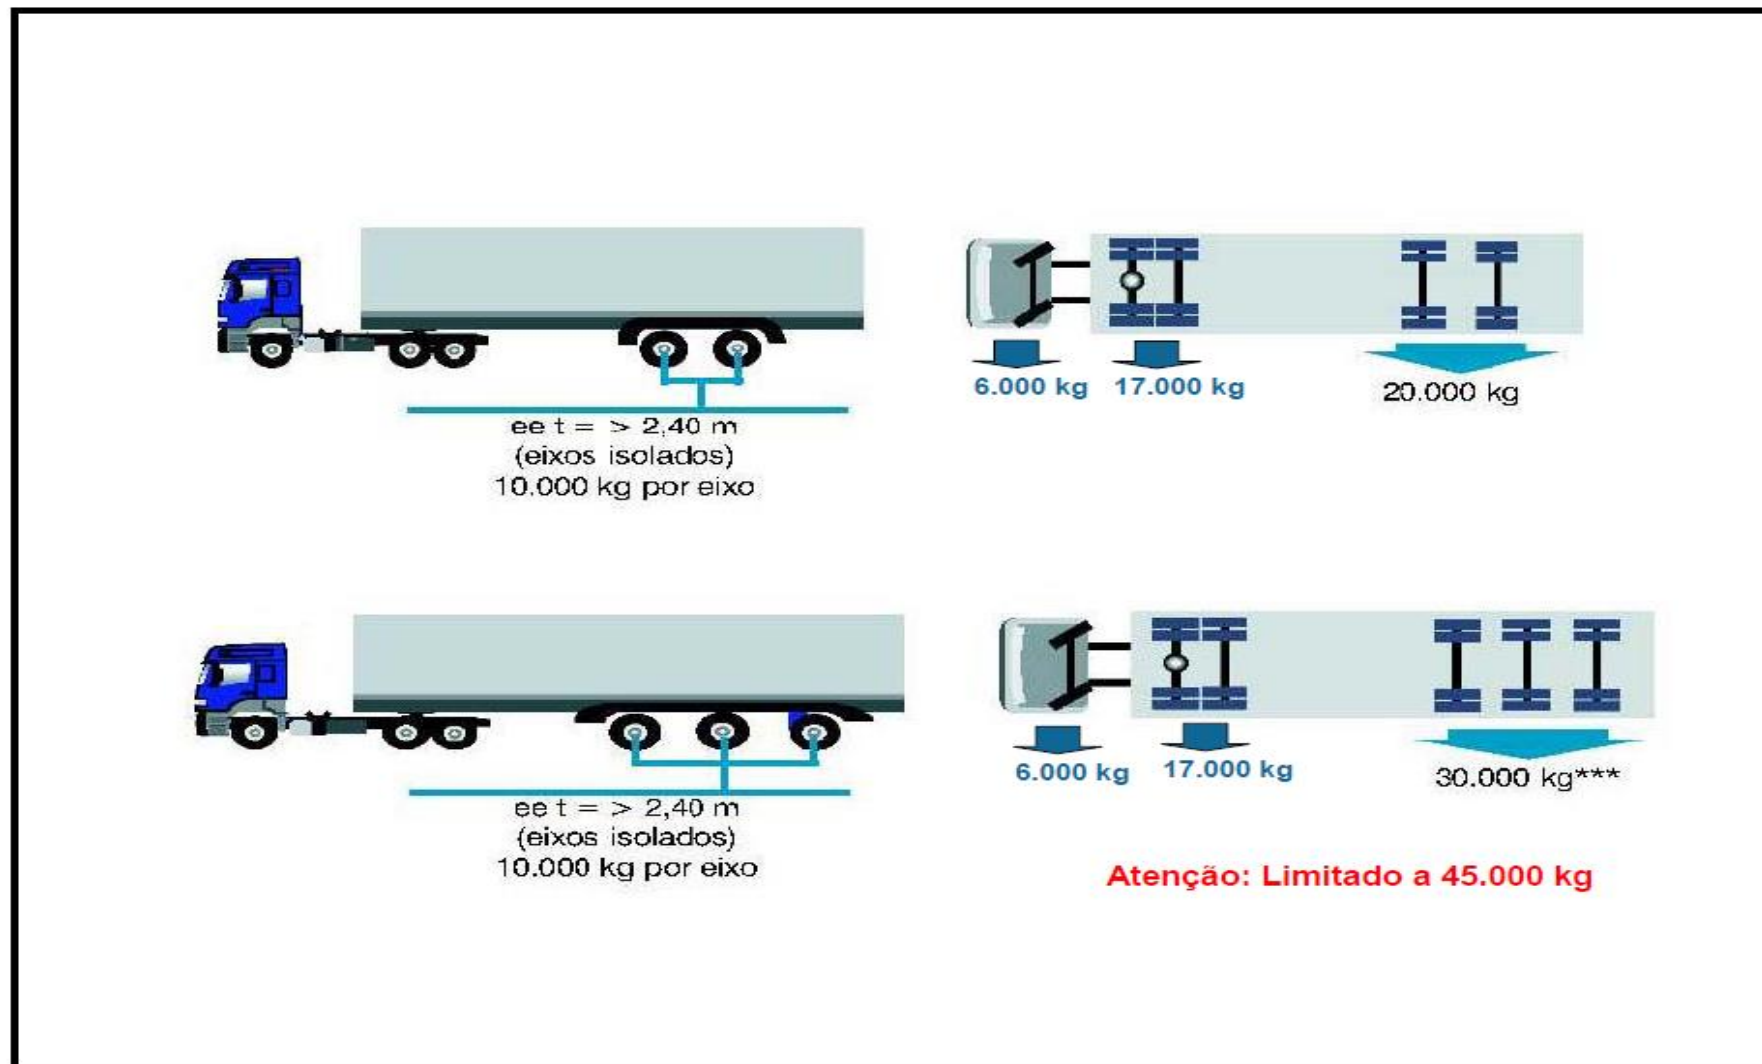 6.000 kg
17.000 kg
20.000 kg
ee t = > 2,40 m
(eixos isolados)
10.000 kg por eixo
6.000 kg
17.000 kg
30.000 kg***
ee t = > 2,40 m
(eixos isolados)
10.000 kg por eixo
Atenção: Limitado a 45.000 kg